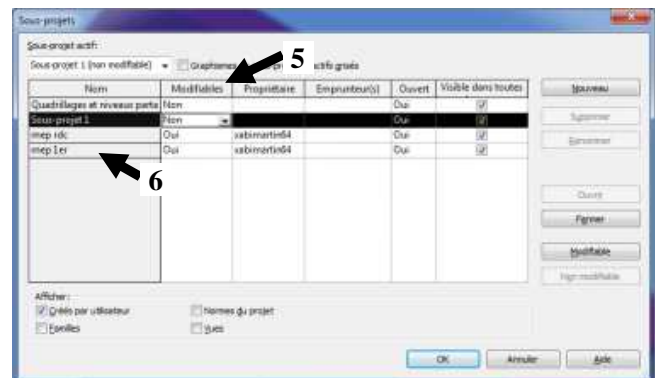 Sous-projets
Sous-projet actif:
Sous-projet 1 (non modifiable)
Graphismes actifs grisés
5
Nom Modifiables Propriétaire Emprunteur(s) Ouvert Visible dans toutes
Quadrillages et niveaux parta Non Oui
Sous-projet 1 Non Oui
mep rdc Oui xabimartin64 Oui
mep 1er Oui xabimartin64 Oui
6
Nouveau
Supprimer
Renommer
Ouvrir
Fermer
Modifiable
Non modifiable
Afficher:
Créés par utilisateur
Normes du projet
Familles
Vues
OK Annuler Aide